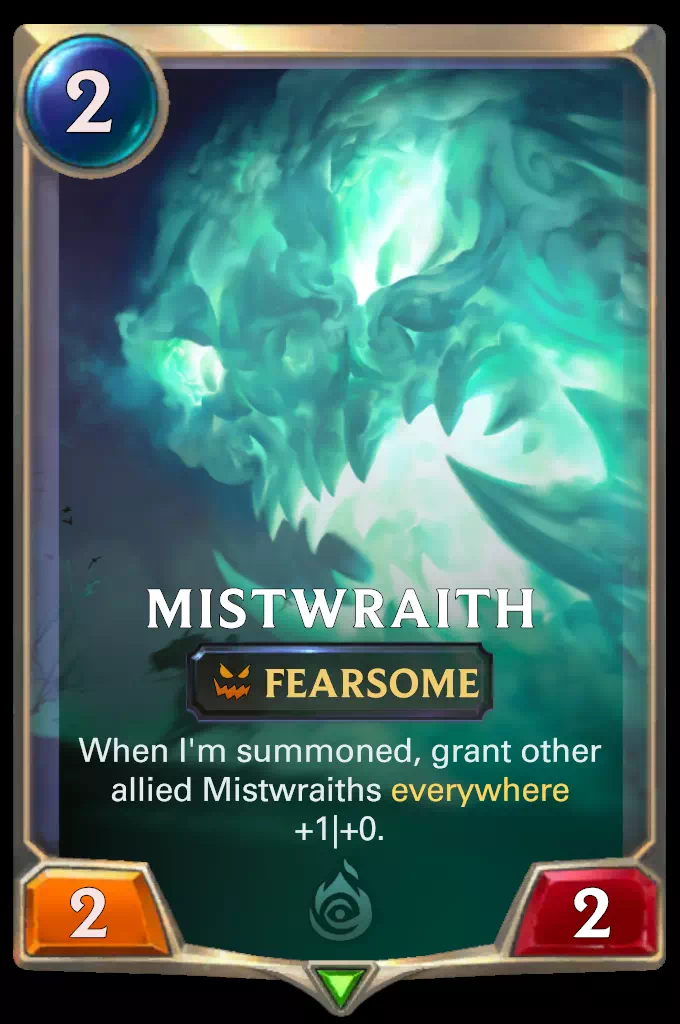 2
MISTWRAITH
FEARSOME
When I'm summoned, grant other
allied Mistwraiths everywhere
+1|+0.
2 2